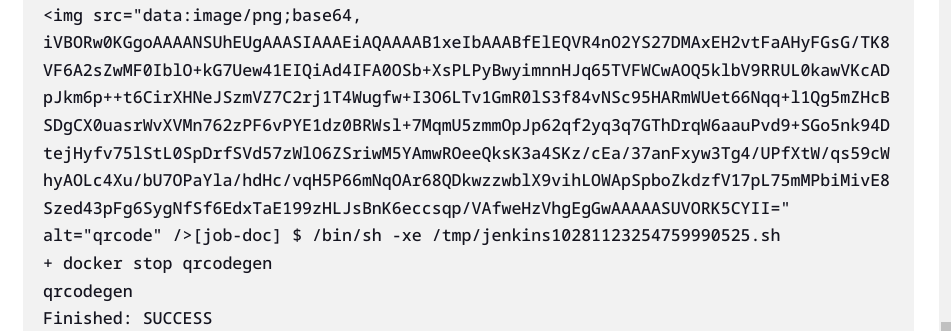 <img src="data:image/png;base64,
iVBORw0KGgoAAAANSUhEUgAAASIAAAEiAQAAAAB1xeIbAAABfElEQVR4nO2YS27DMAxEH2vtFaAHyFGsG/TK8
VF6A2sZwMF0IblO+kG7Uew41EIQiAd4IFA0OSb+XsPLPyBwyimnnHJq65TVFWCwAOQ5klbV9RRUL0kawVKcAD
pJkm6p++t6CirXHNeJSzmVZ7C2rj1T4Wugfw+I3O6LTv1GmR0lS3f84vNSc95HARmWUet66Nqq+l1Qg5mZHcB
SDgCX0uasrWvXVMn762zPF6vPYE1dz0BRWsl+7MqmU5zmmOpJp62qf2yq3q7GThDrqW6aauPvd9+SGo5nk94D
tejHyfv75lStL0SpDrfSVd57zWlO6ZSriwM5YAmwROeeQksK3a4SKz/cEa/37anFxyw3Tg4/UPfXtW/qs59cW
hyAOLc4Xu/bU7OPaYla/hdHc/vqH5P66mNqOAr68QDkwzzwblX9vihLOWApSpboZkdzfV17pL75mMPbiMivE8
Szed43pFg6SygNfSf6EdxTaE199zHLJsBnK6eccsqp/VAfweHzVhgEgGwAAAAASUVORK5CYII="
alt="qrcode" />[job-doc] $ /bin/sh -xe /tmp/jenkins10281123254759990525.sh
+ docker stop qrcodegen
qrcodegen
Finished: SUCCESS